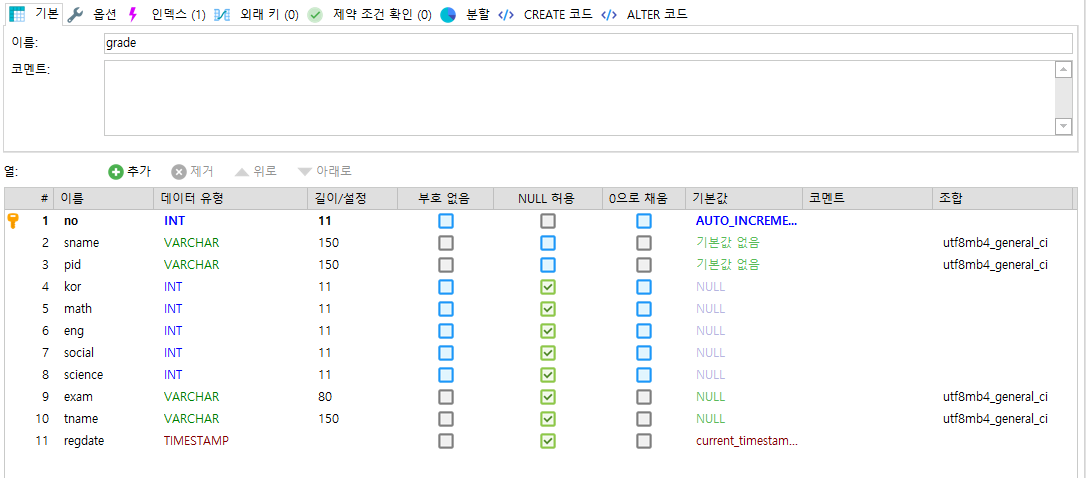 기본 옵션 인덱스 (1) 외래 키 (0) 제약 조건 확인 (0) 분할 CREATE 코드 ALTER 코드
이름: grade
코멘트:
열: 추가 제거 위로 아래로
# 이름 데이터 유형 길이/설정 부호 없음 NULL 허용 0으로 채움 기본값 코멘트 조합
1 no INT 11 AUTO_INCREME...
2 sname VARCHAR 150 기본값 없음 utf8mb4_general_ci
3 pid VARCHAR 150 기본값 없음 utf8mb4_general_ci
4 kor INT 11 NULL
5 math INT 11 NULL
6 eng INT 11 NULL
7 social INT 11 NULL
8 science INT 11 NULL
9 exam VARCHAR 80 NULL utf8mb4_general_ci
10 tname VARCHAR 150 NULL utf8mb4_general_ci
11 regdate TIMESTAMP current_timestam...